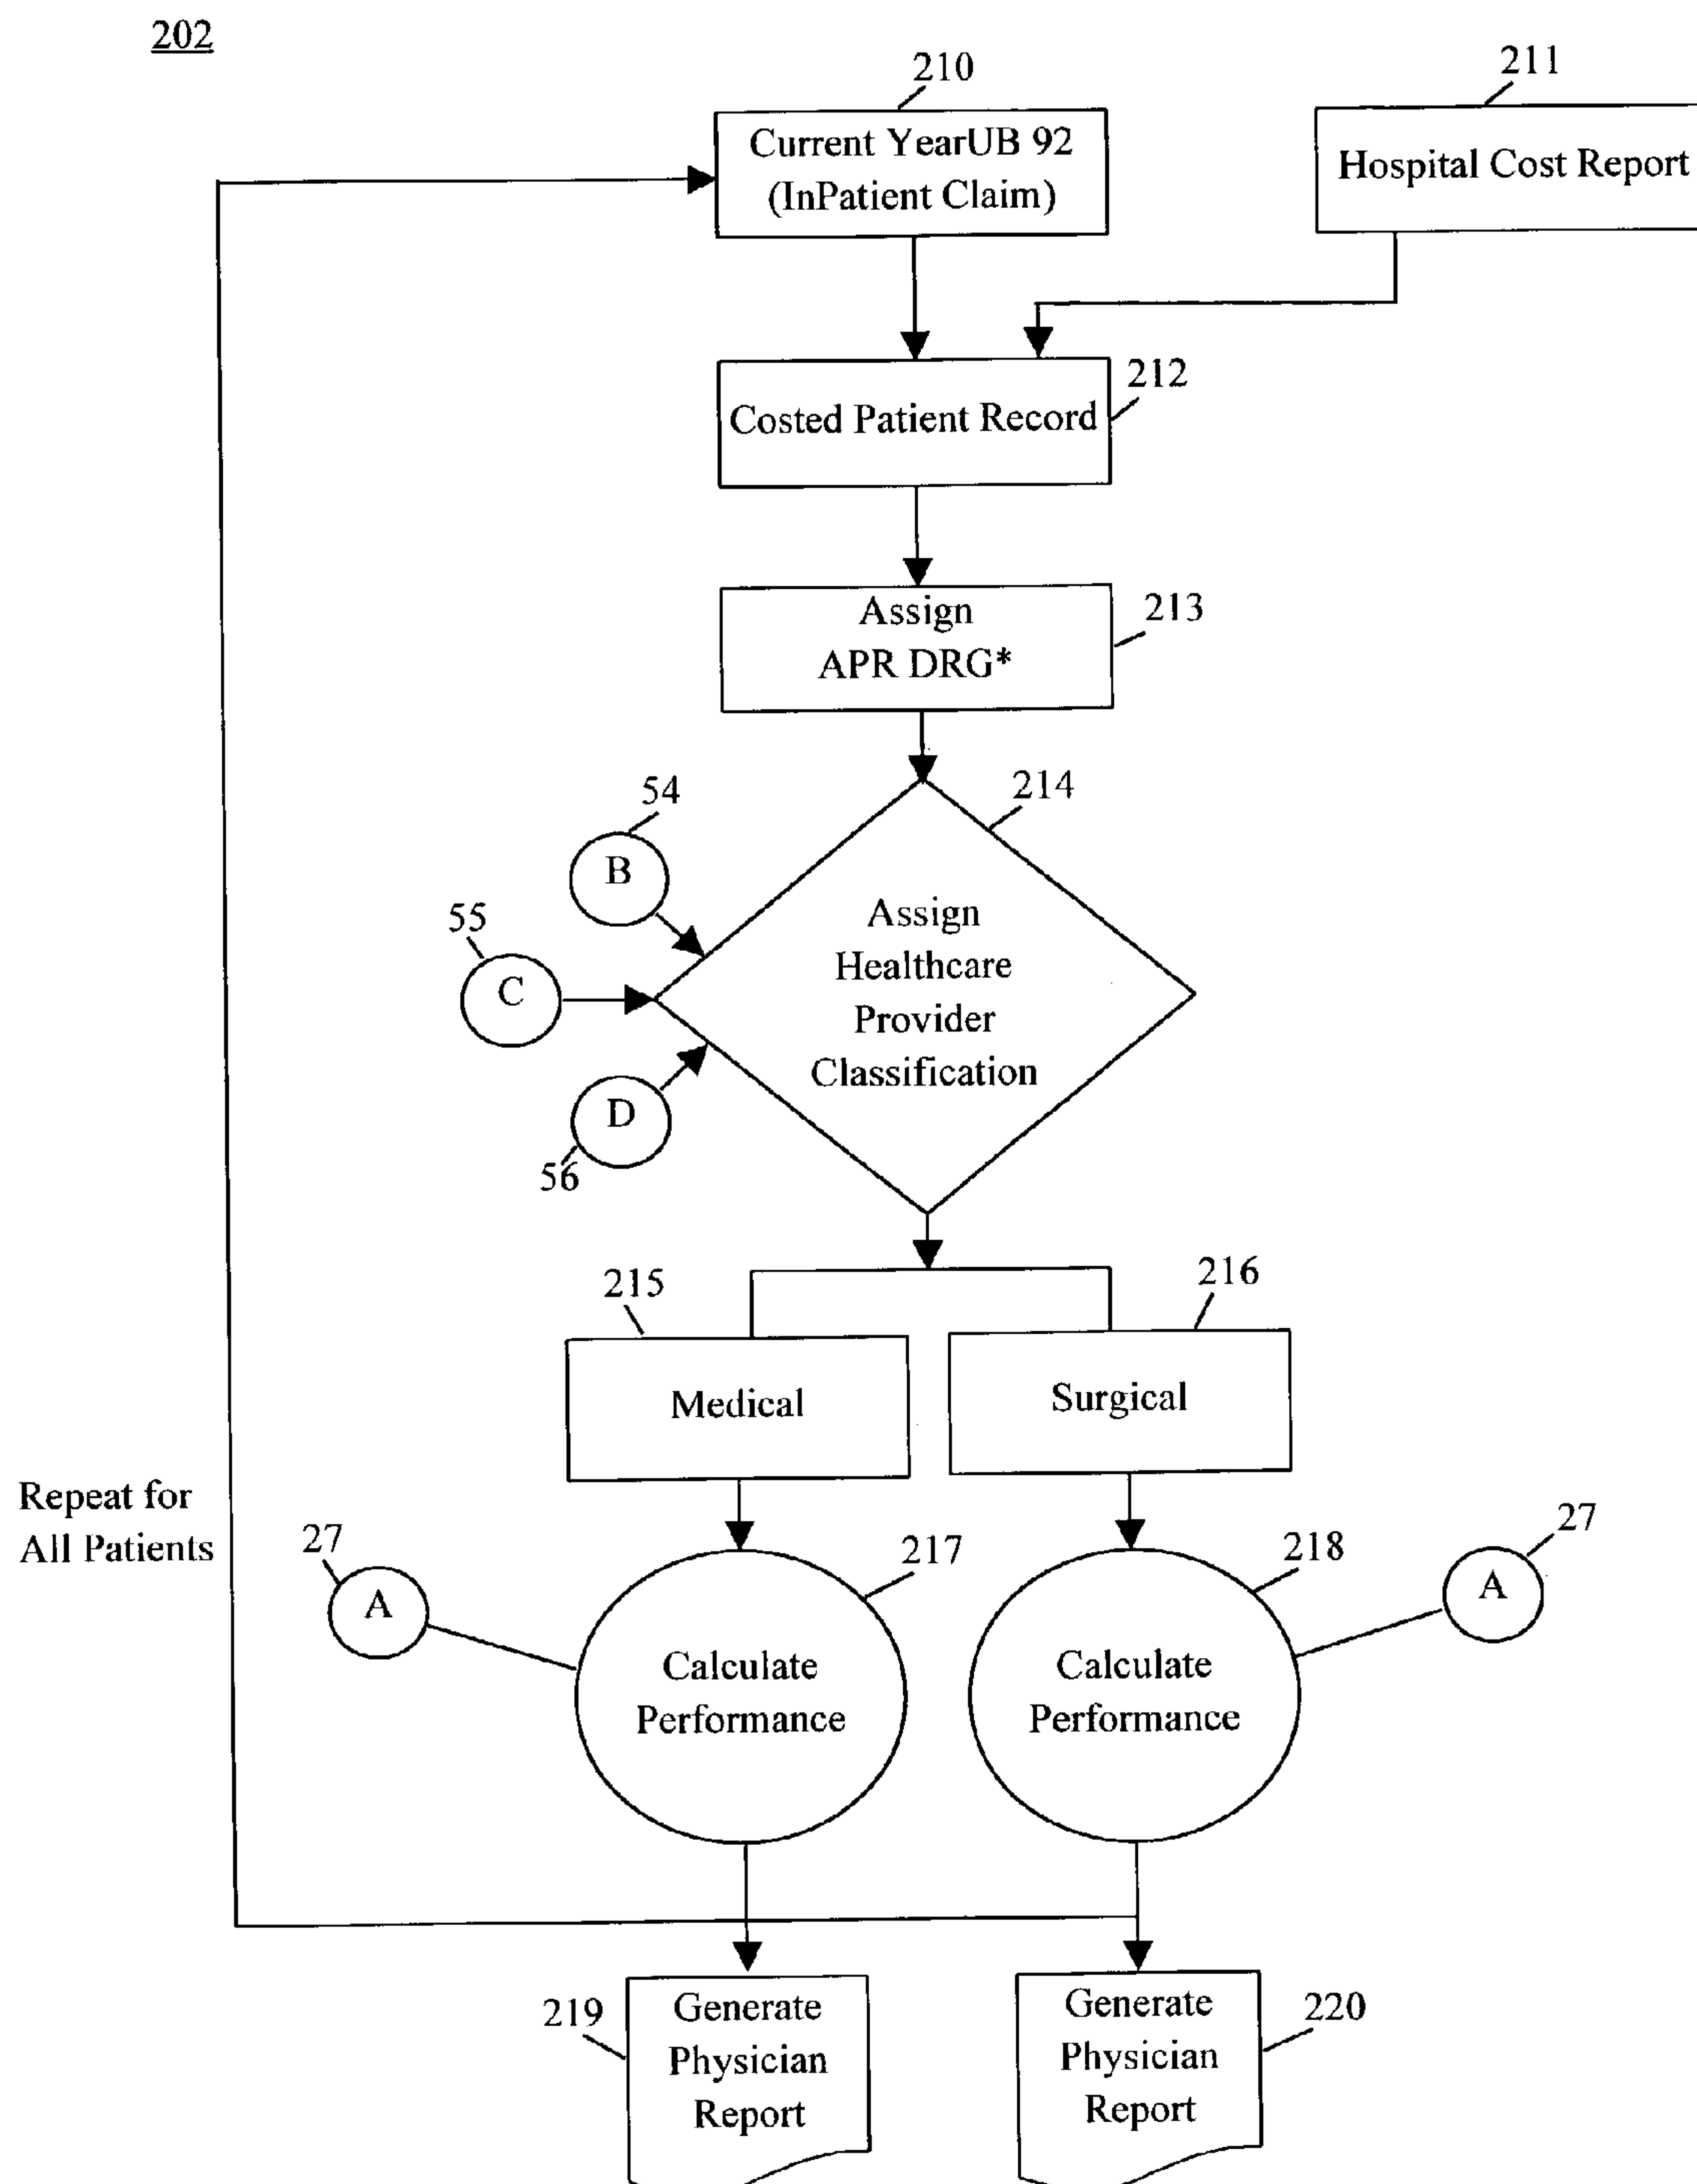 202
210
211
Current YearUB 92
(InPatient Claim)
Hospital Cost Report
212
Costed Patient Record
213
Assign
APR DRG*
214
54
B
55
C
Assign
Healthcare
Provider
Classification
D
56
215
216
Medical
Surgical
Repeat for
All Patients
27
A
217
218
27
A
Calculate
Performance
Calculate
Performance
219
Generate
Physician
Report
Generate
Physician
Report
220